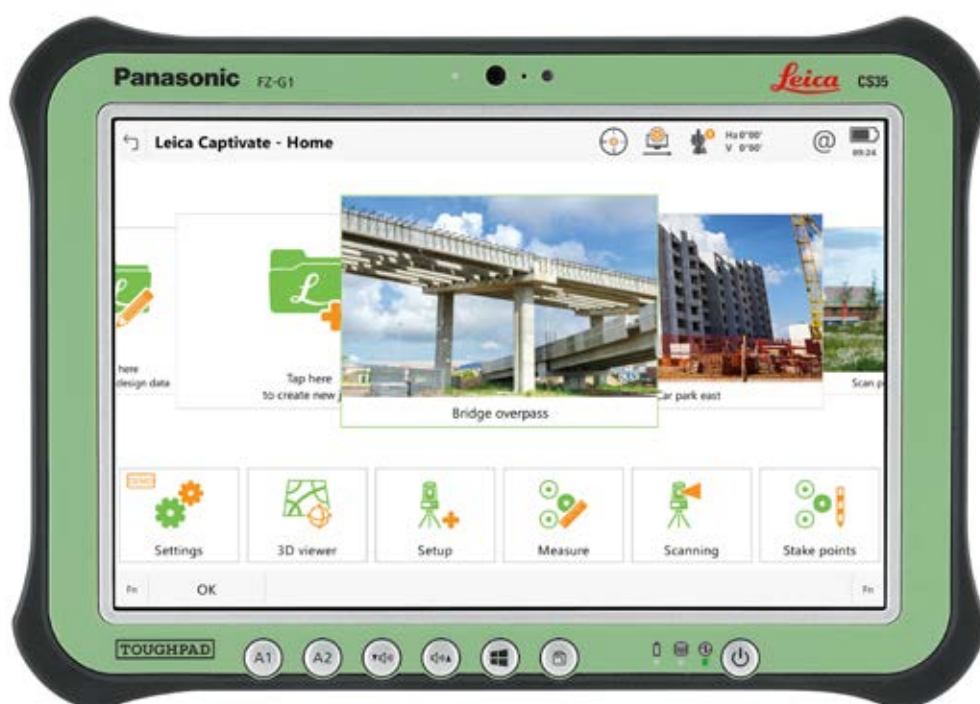 Panasonic FZ-G1
Leica CS35
Leica Captivate - Home
Hz 0°00'
V 0°00'
@
09:24
here
design data
Tap here
to create new j
Bridge overpass
Car park east
Scan p
Settings
3D viewer
Setup
Measure
Scanning
Stake points
Fn
OK
Fn
TOUGHPAD
A1
A2